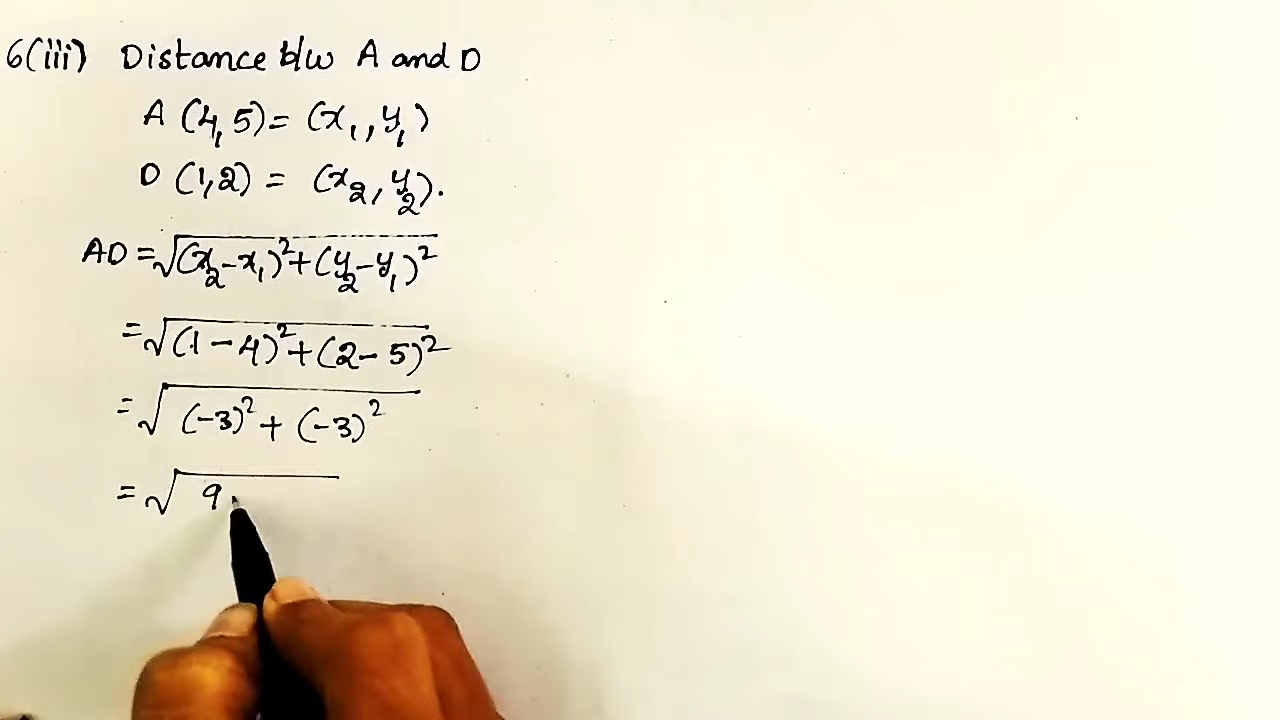 6(iii) Distance b/w A and D
A (4,5) = (x₁, y₁)
D (1,2) = (x₂, y₂).
AD = √(x₂-x₁)²+(y₂-y₁)²
= √(1-4)²+(2-5)²
= √(-3)²+(-3)²
= √9